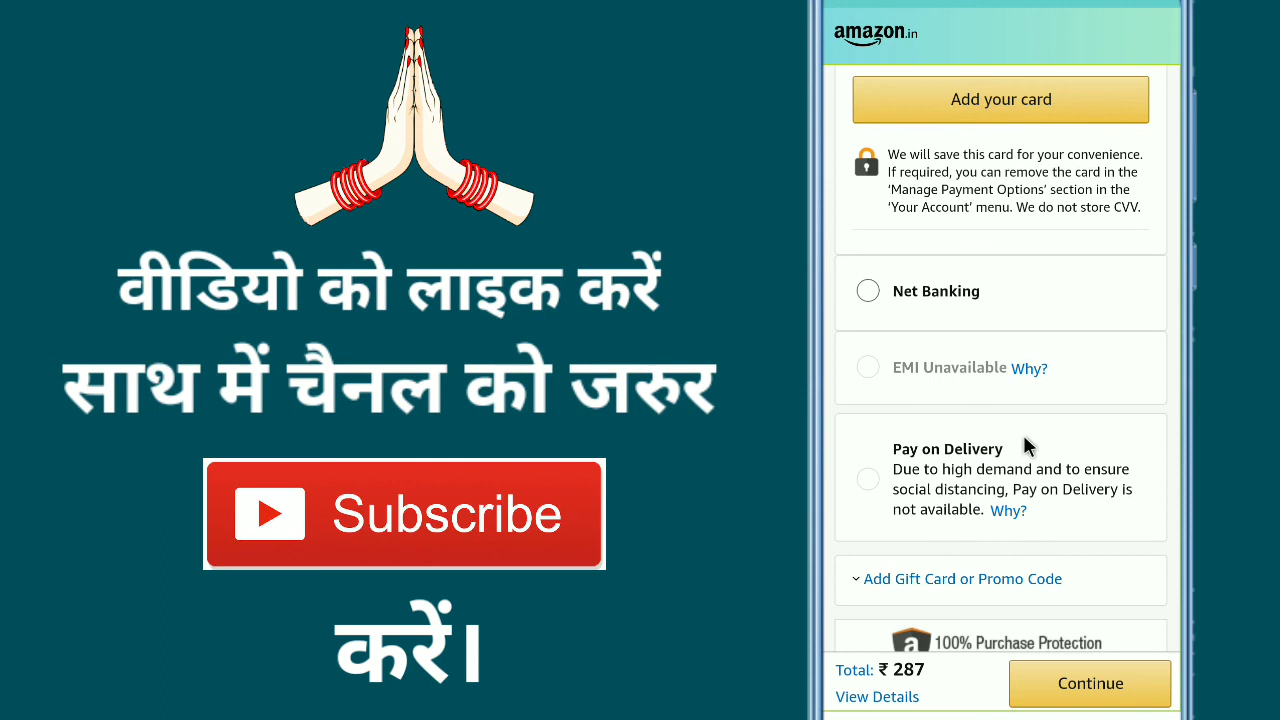 वीडियो को लाइक करें
साथ में चैनल को जरुर
Subscribe
करें।
amazon.in
Add your card
We will save this card for your convenience.
If required, you can remove the card in the
‘Manage Payment Options’ section in the
‘Your Account’ menu. We do not store CVV.
Net Banking
EMI Unavailable Why?
Pay on Delivery
Due to high demand and to ensure
social distancing, Pay on Delivery is
not available. Why?
Add Gift Card or Promo Code
a 100% Purchase Protection
Total: ₹ 287
View Details
Continue